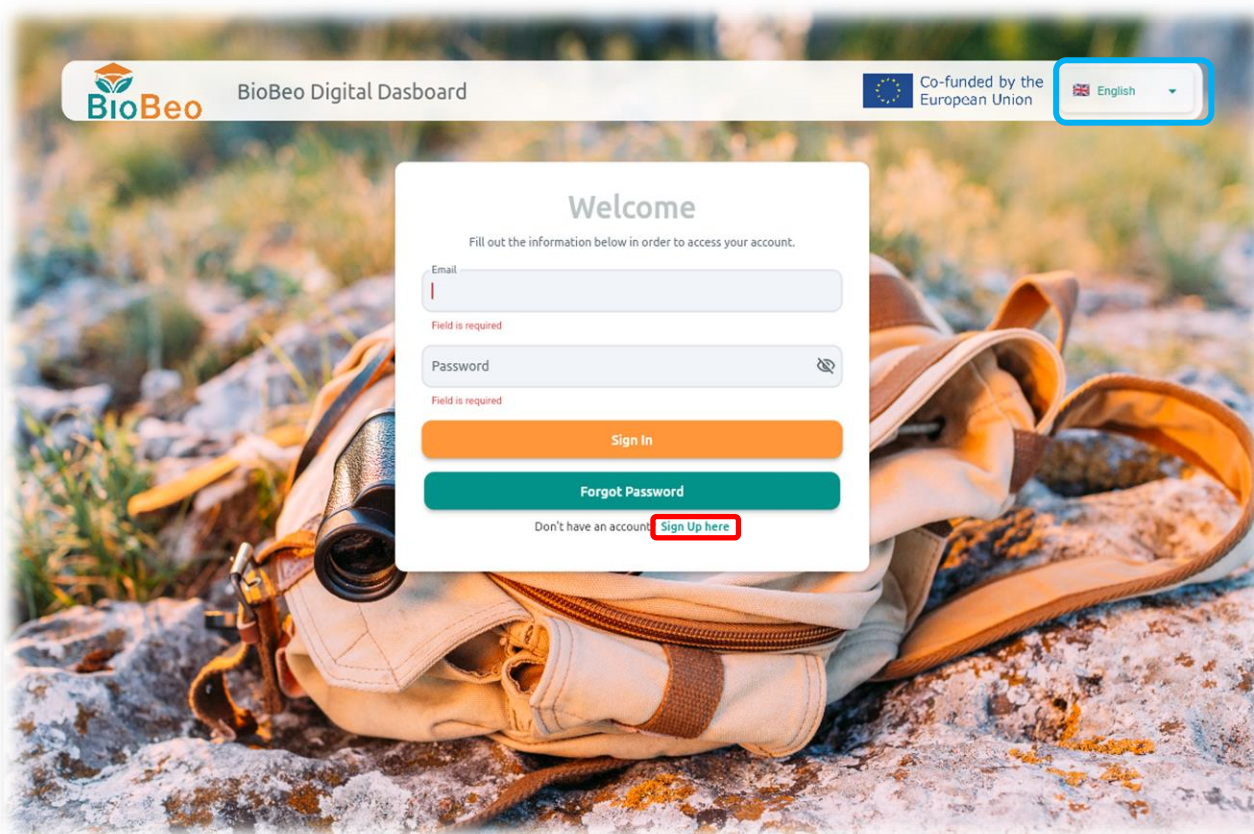 BioBeo
BioBeo Digital Dasboard
Co-funded by the
European Union
English
Welcome
Fill out the information below in order to access your account.
Email
Field is required
Password
Field is required
Sign In
Forgot Password
Don't have an account Sign Up here